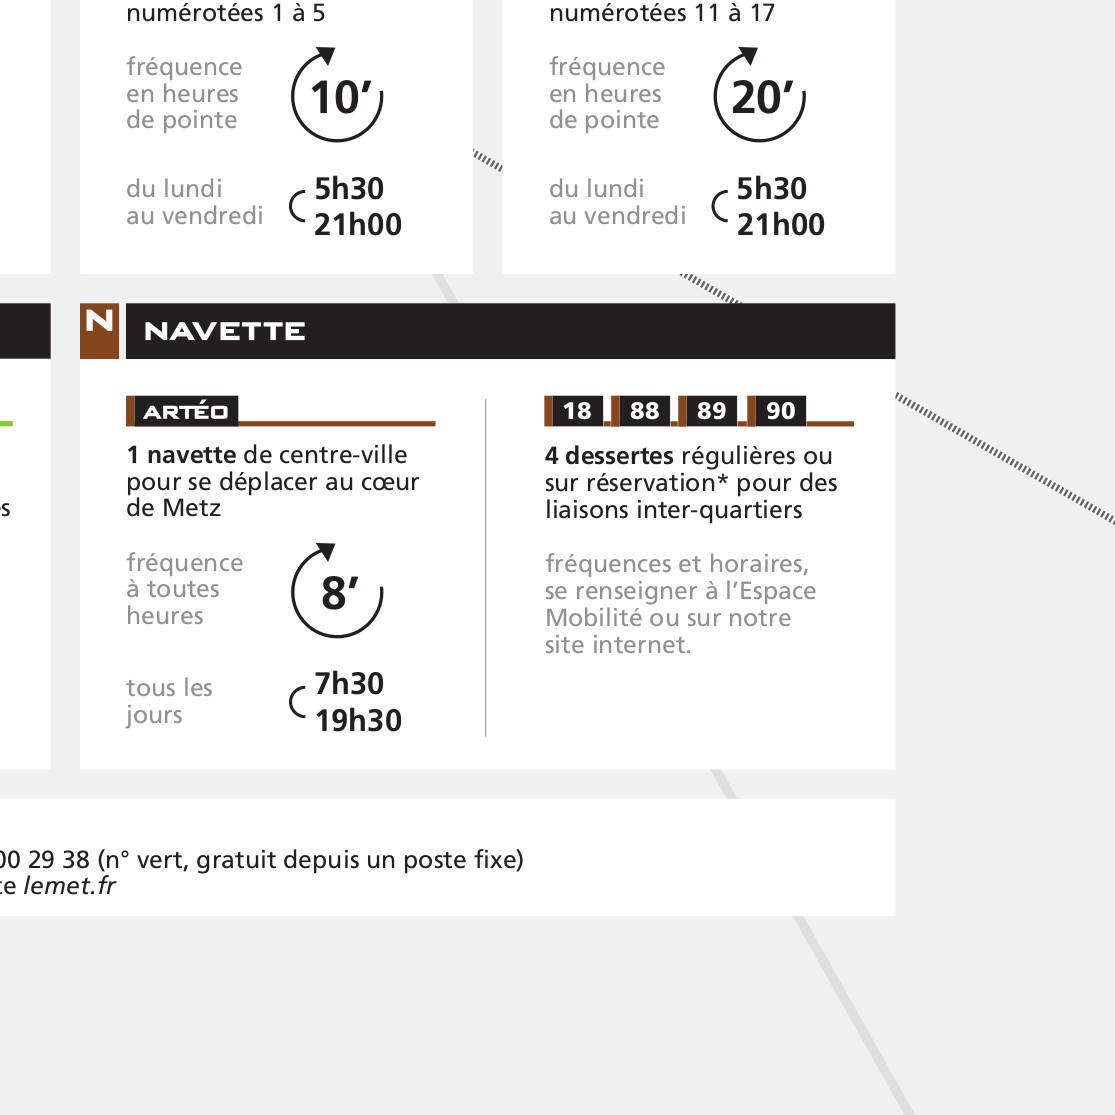 numérotées 1 à 5
fréquence
en heures
de pointe
10’
du lundi
au vendredi
5h30
21h00
numérotées 11 à 17
fréquence
en heures
de pointe
20’
du lundi
au vendredi
5h30
21h00
N NAVETTE
ARTÉO
1 navette de centre-ville
pour se déplacer au cœur
de Metz
fréquence
à toutes
heures
8’
tous les
jours
7h30
19h30
18 88 89 90
4 dessertes régulières ou
sur réservation* pour des
liaisons inter-quartiers
fréquences et horaires,
se renseigner à l’Espace
Mobilité ou sur notre
site internet.
00 29 38 (n° vert, gratuit depuis un poste fixe)
lemet.fr